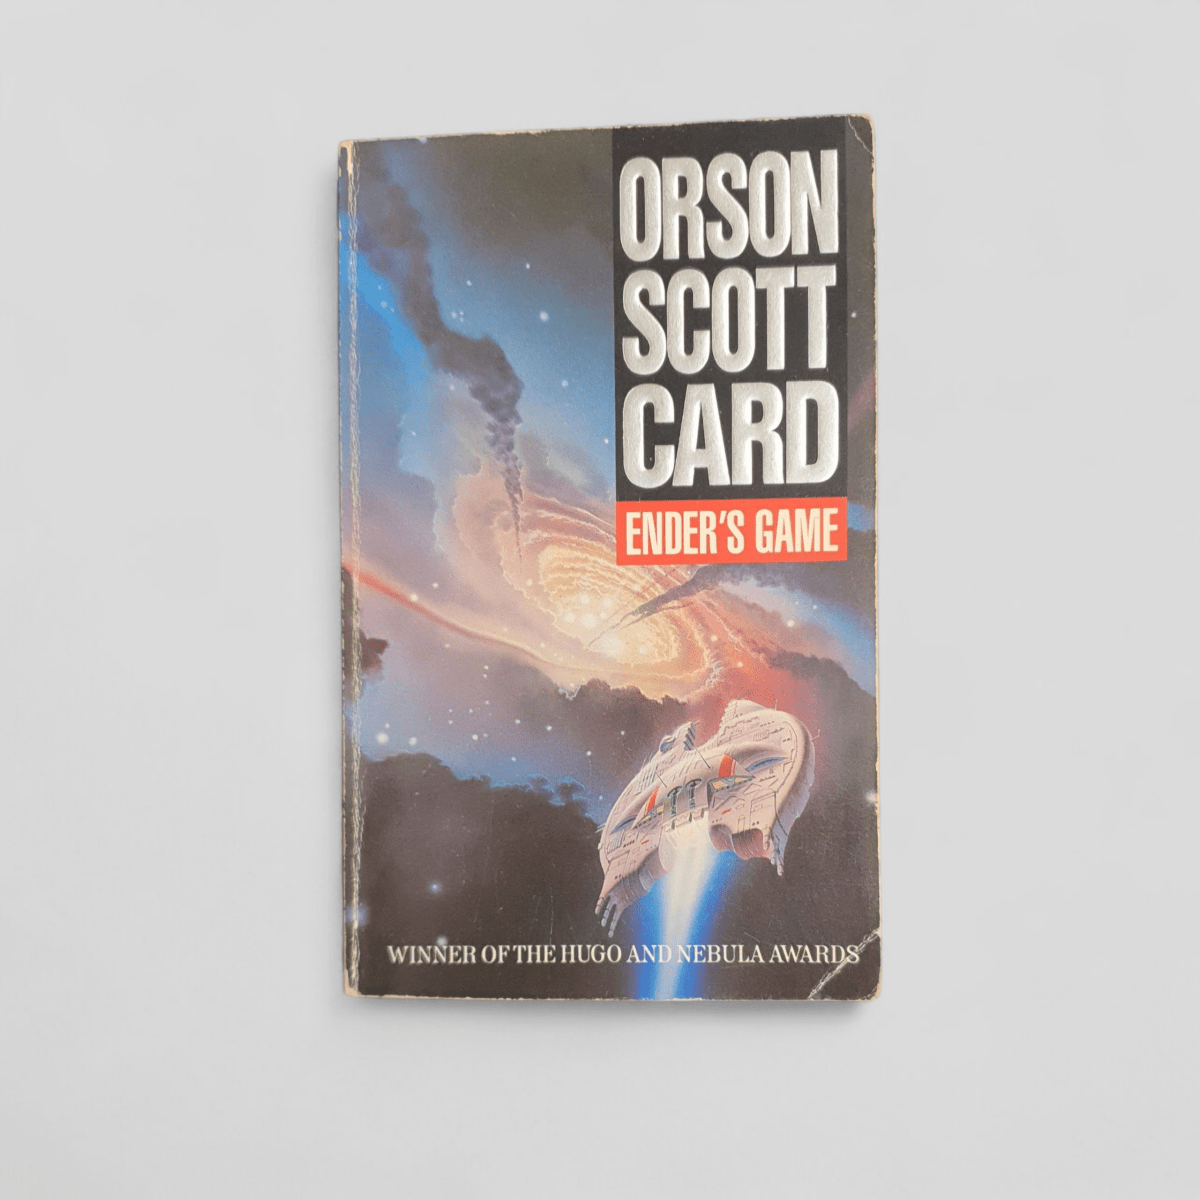 ORSON
SCOTT
CARD
ENDER'S GAME
WINNER OF THE HUGO AND NEBULA AWARDS